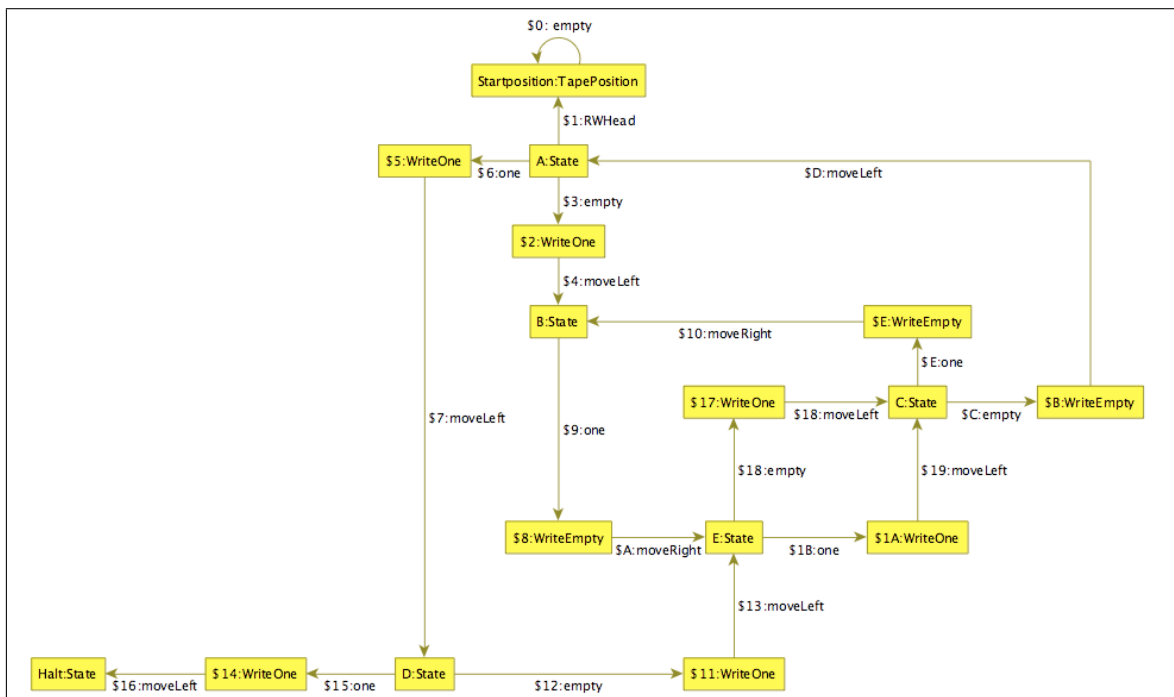 $0: empty
Startposition:TapePosition
$1:RWHead
$5:WriteOne
$6:one
A:State
$D:moveLeft
$3:empty
$2:WriteOne
$4:moveLeft
B:State
$10:moveRight
$E:WriteEmpty
$E:one
$7:moveLeft
$9:one
$17:WriteOne
$18:moveLeft
C:State
$C:empty
$B:WriteEmpty
$18:empty
$19:moveLeft
$8:WriteEmpty
$A:moveRight
E:State
$1B:one
$1A:WriteOne
$13:moveLeft
Halt:State
$16:moveLeft
$14:WriteOne
$15:one
D:State
$12:empty
$11:WriteOne